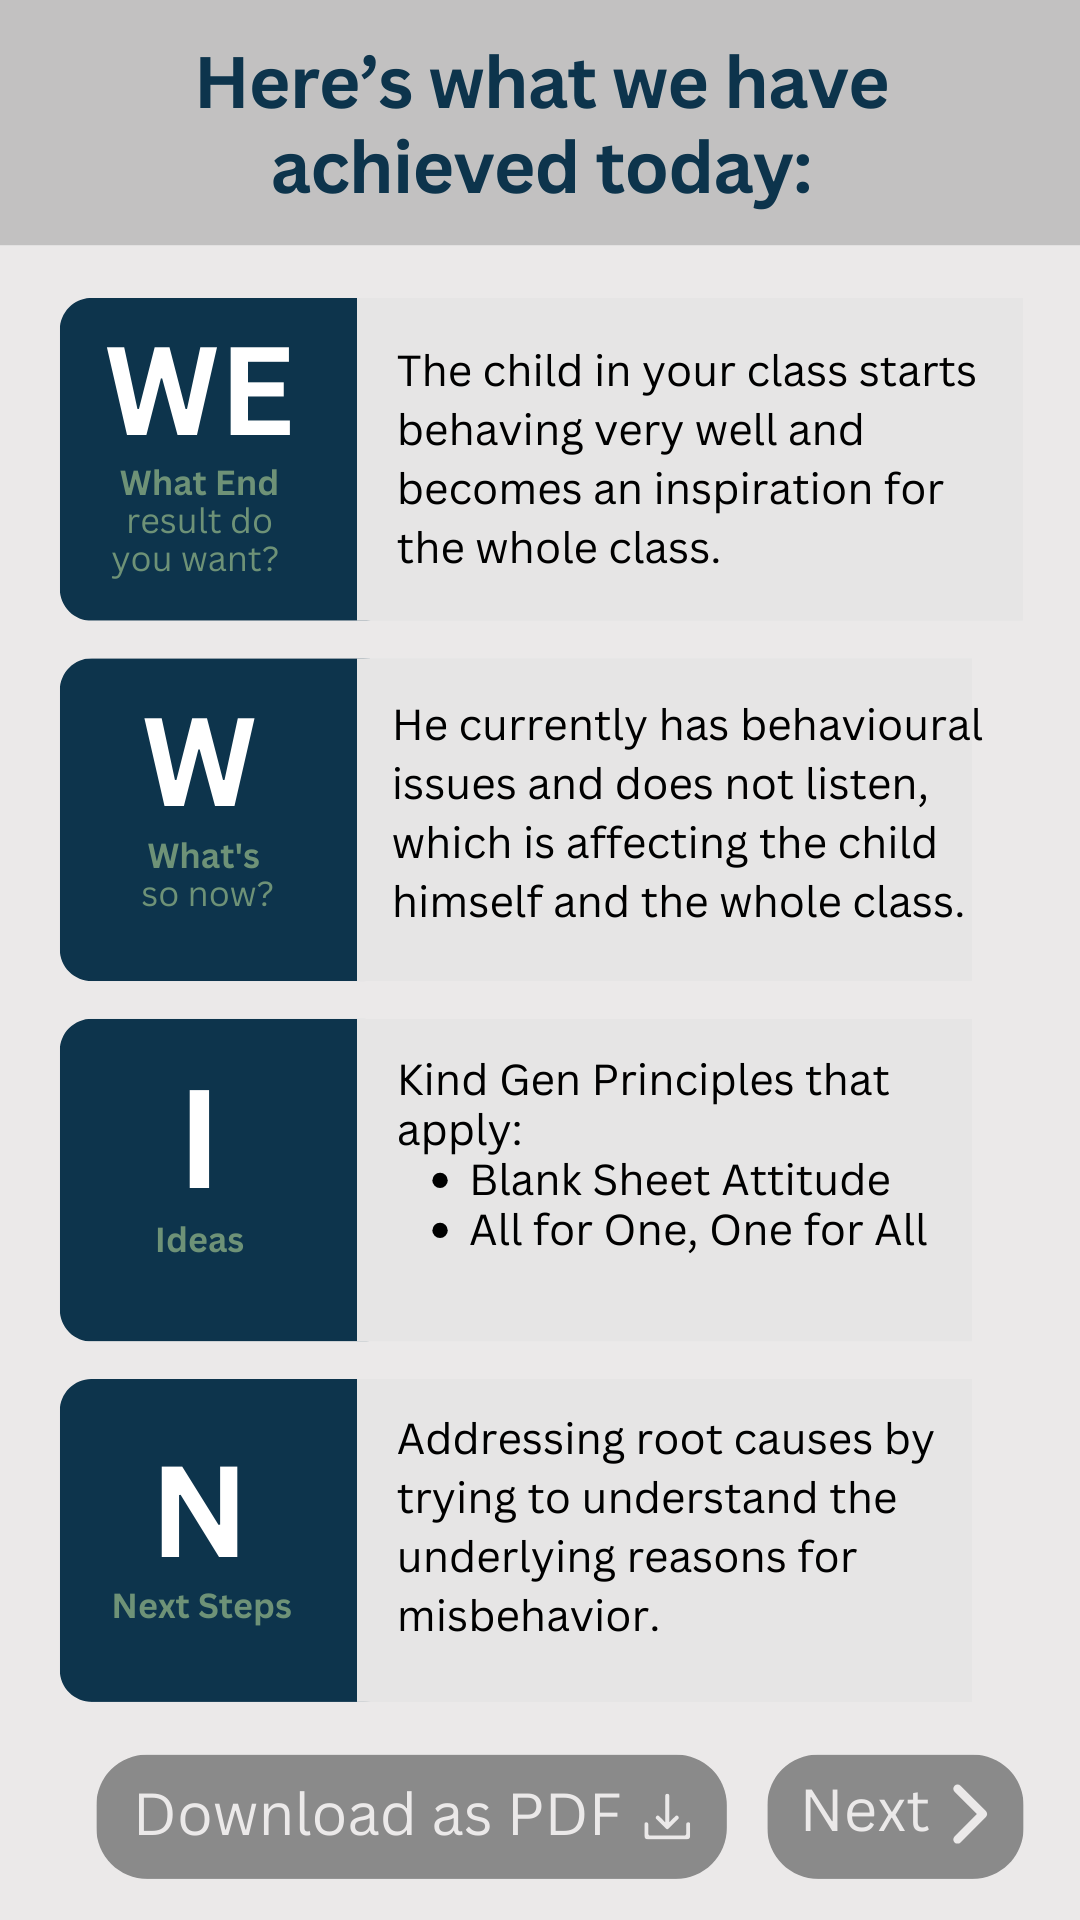 Here’s what we have
achieved today:
WE
What End
result do
you want?
The child in your class starts
behaving very well and
becomes an inspiration for
the whole class.
W
What's
so now?
He currently has behavioural
issues and does not listen,
which is affecting the child
himself and the whole class.
I
Ideas
Kind Gen Principles that
apply:
• Blank Sheet Attitude
• All for One, One for All
N
Next Steps
Addressing root causes by
trying to understand the
underlying reasons for
misbehavior.
Download as PDF
Next